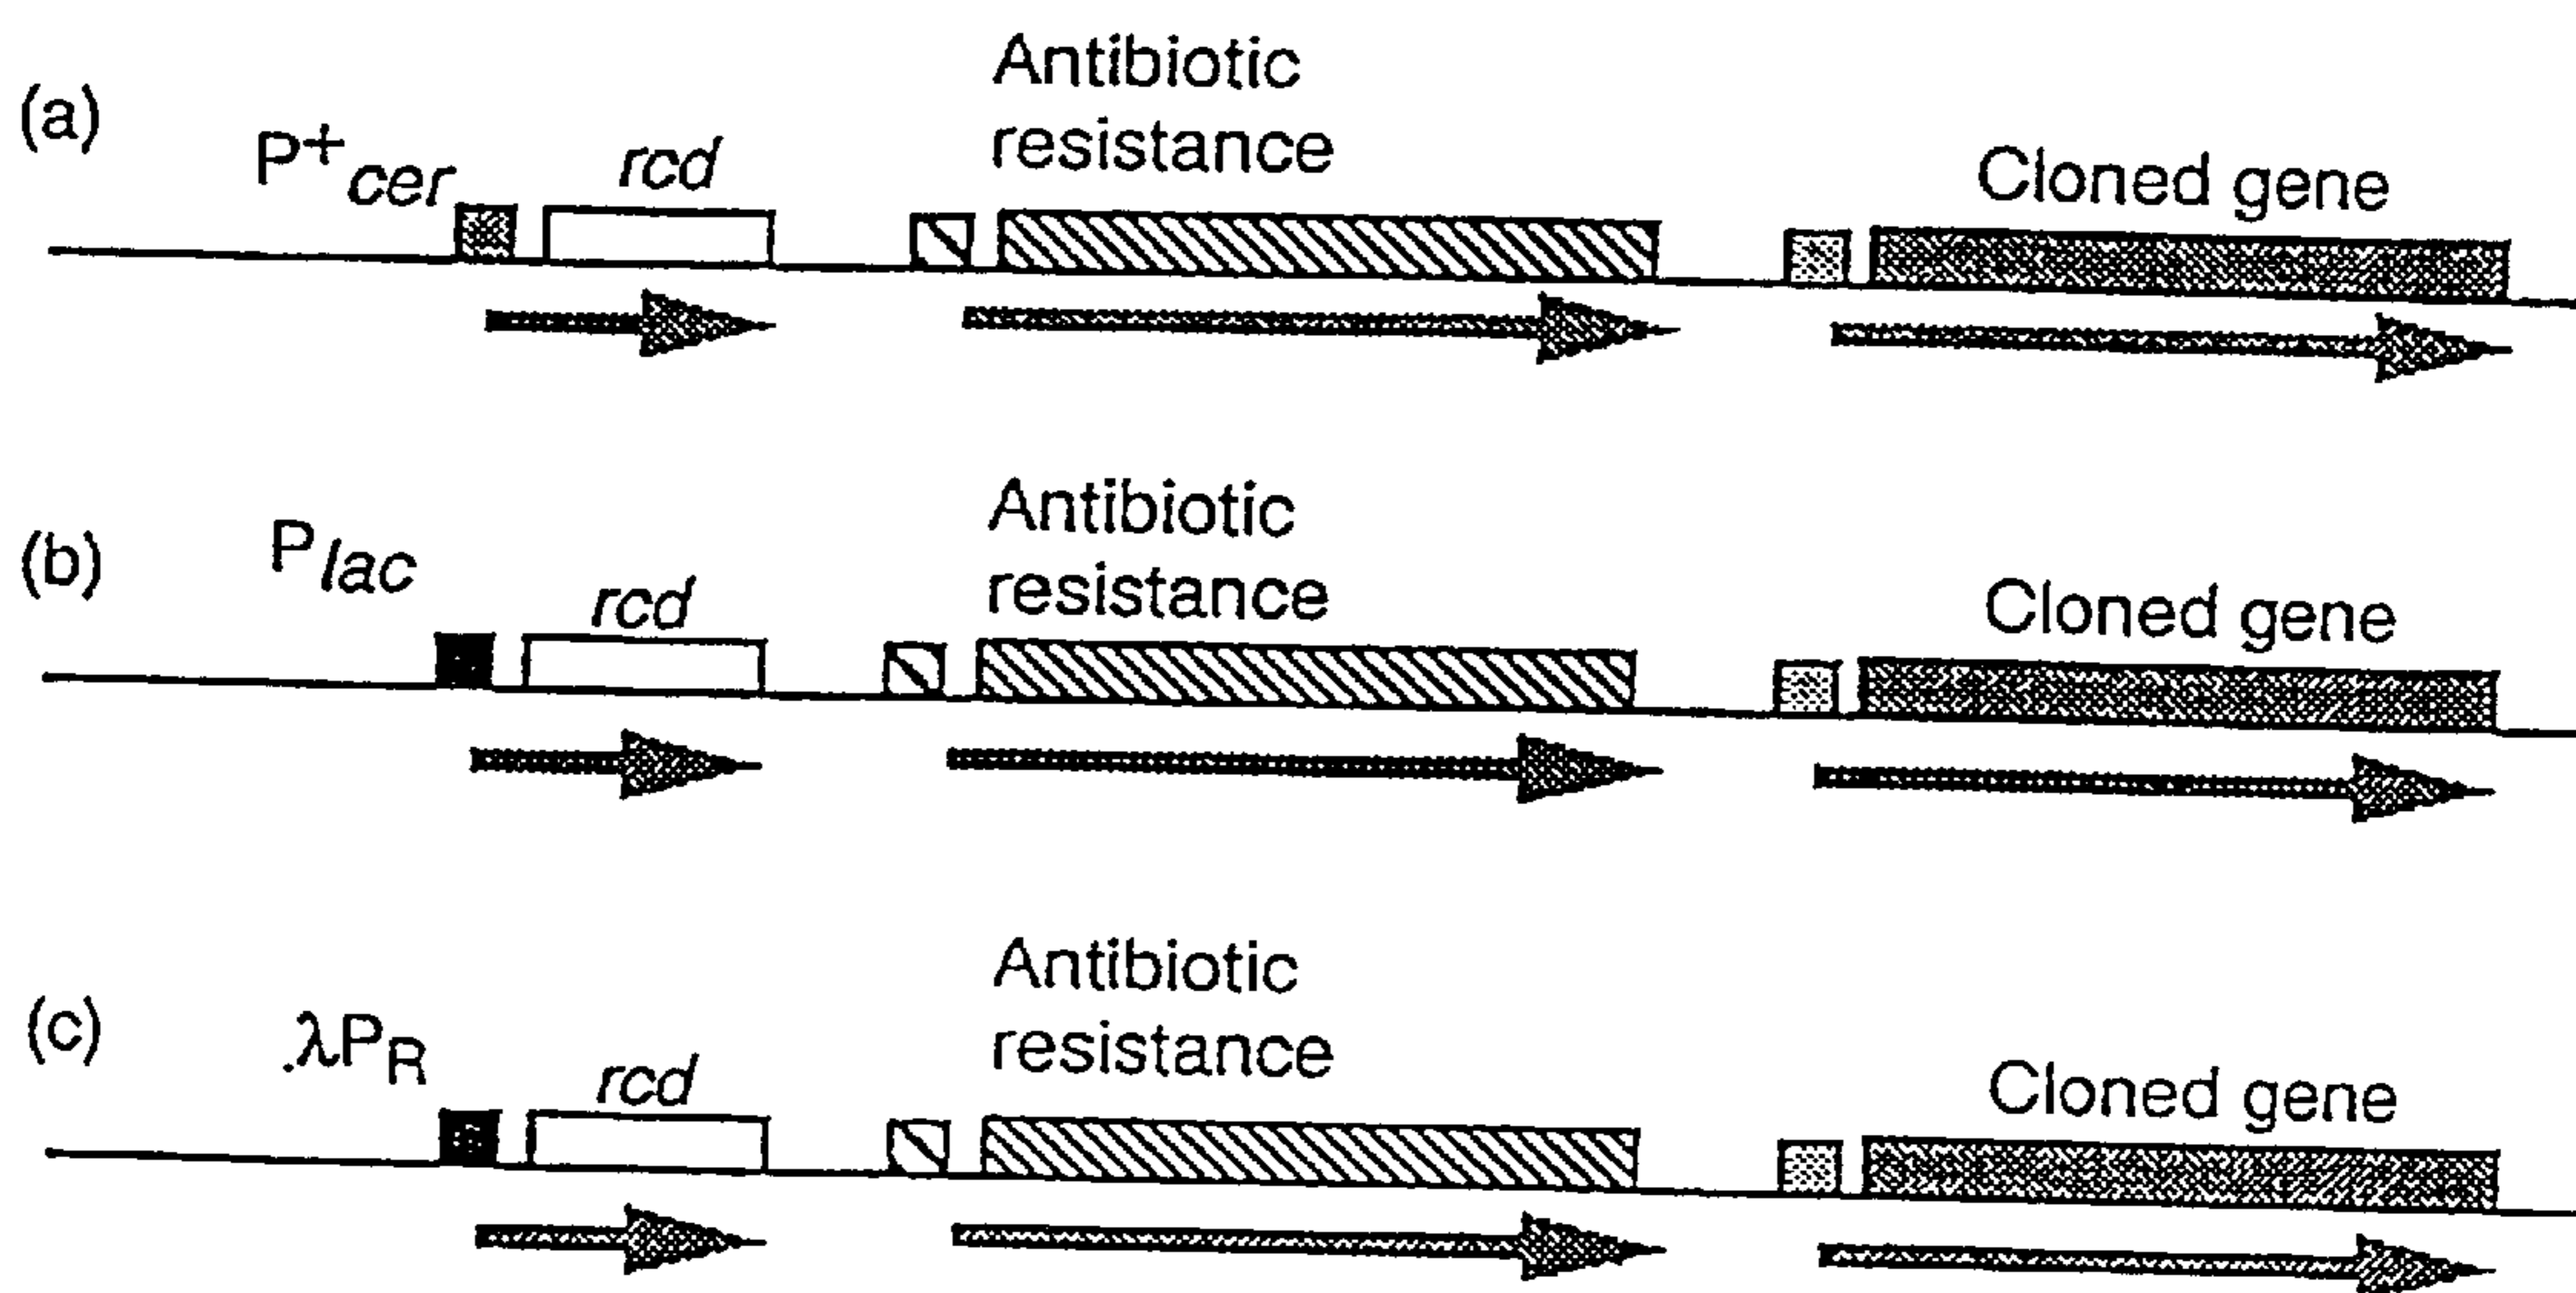 (a)
P+cer
rcd
Antibiotic
resistance
Cloned gene
(b)
Plac
rcd
Antibiotic
resistance
Cloned gene
(c)
λPR
rcd
Antibiotic
resistance
Cloned gene